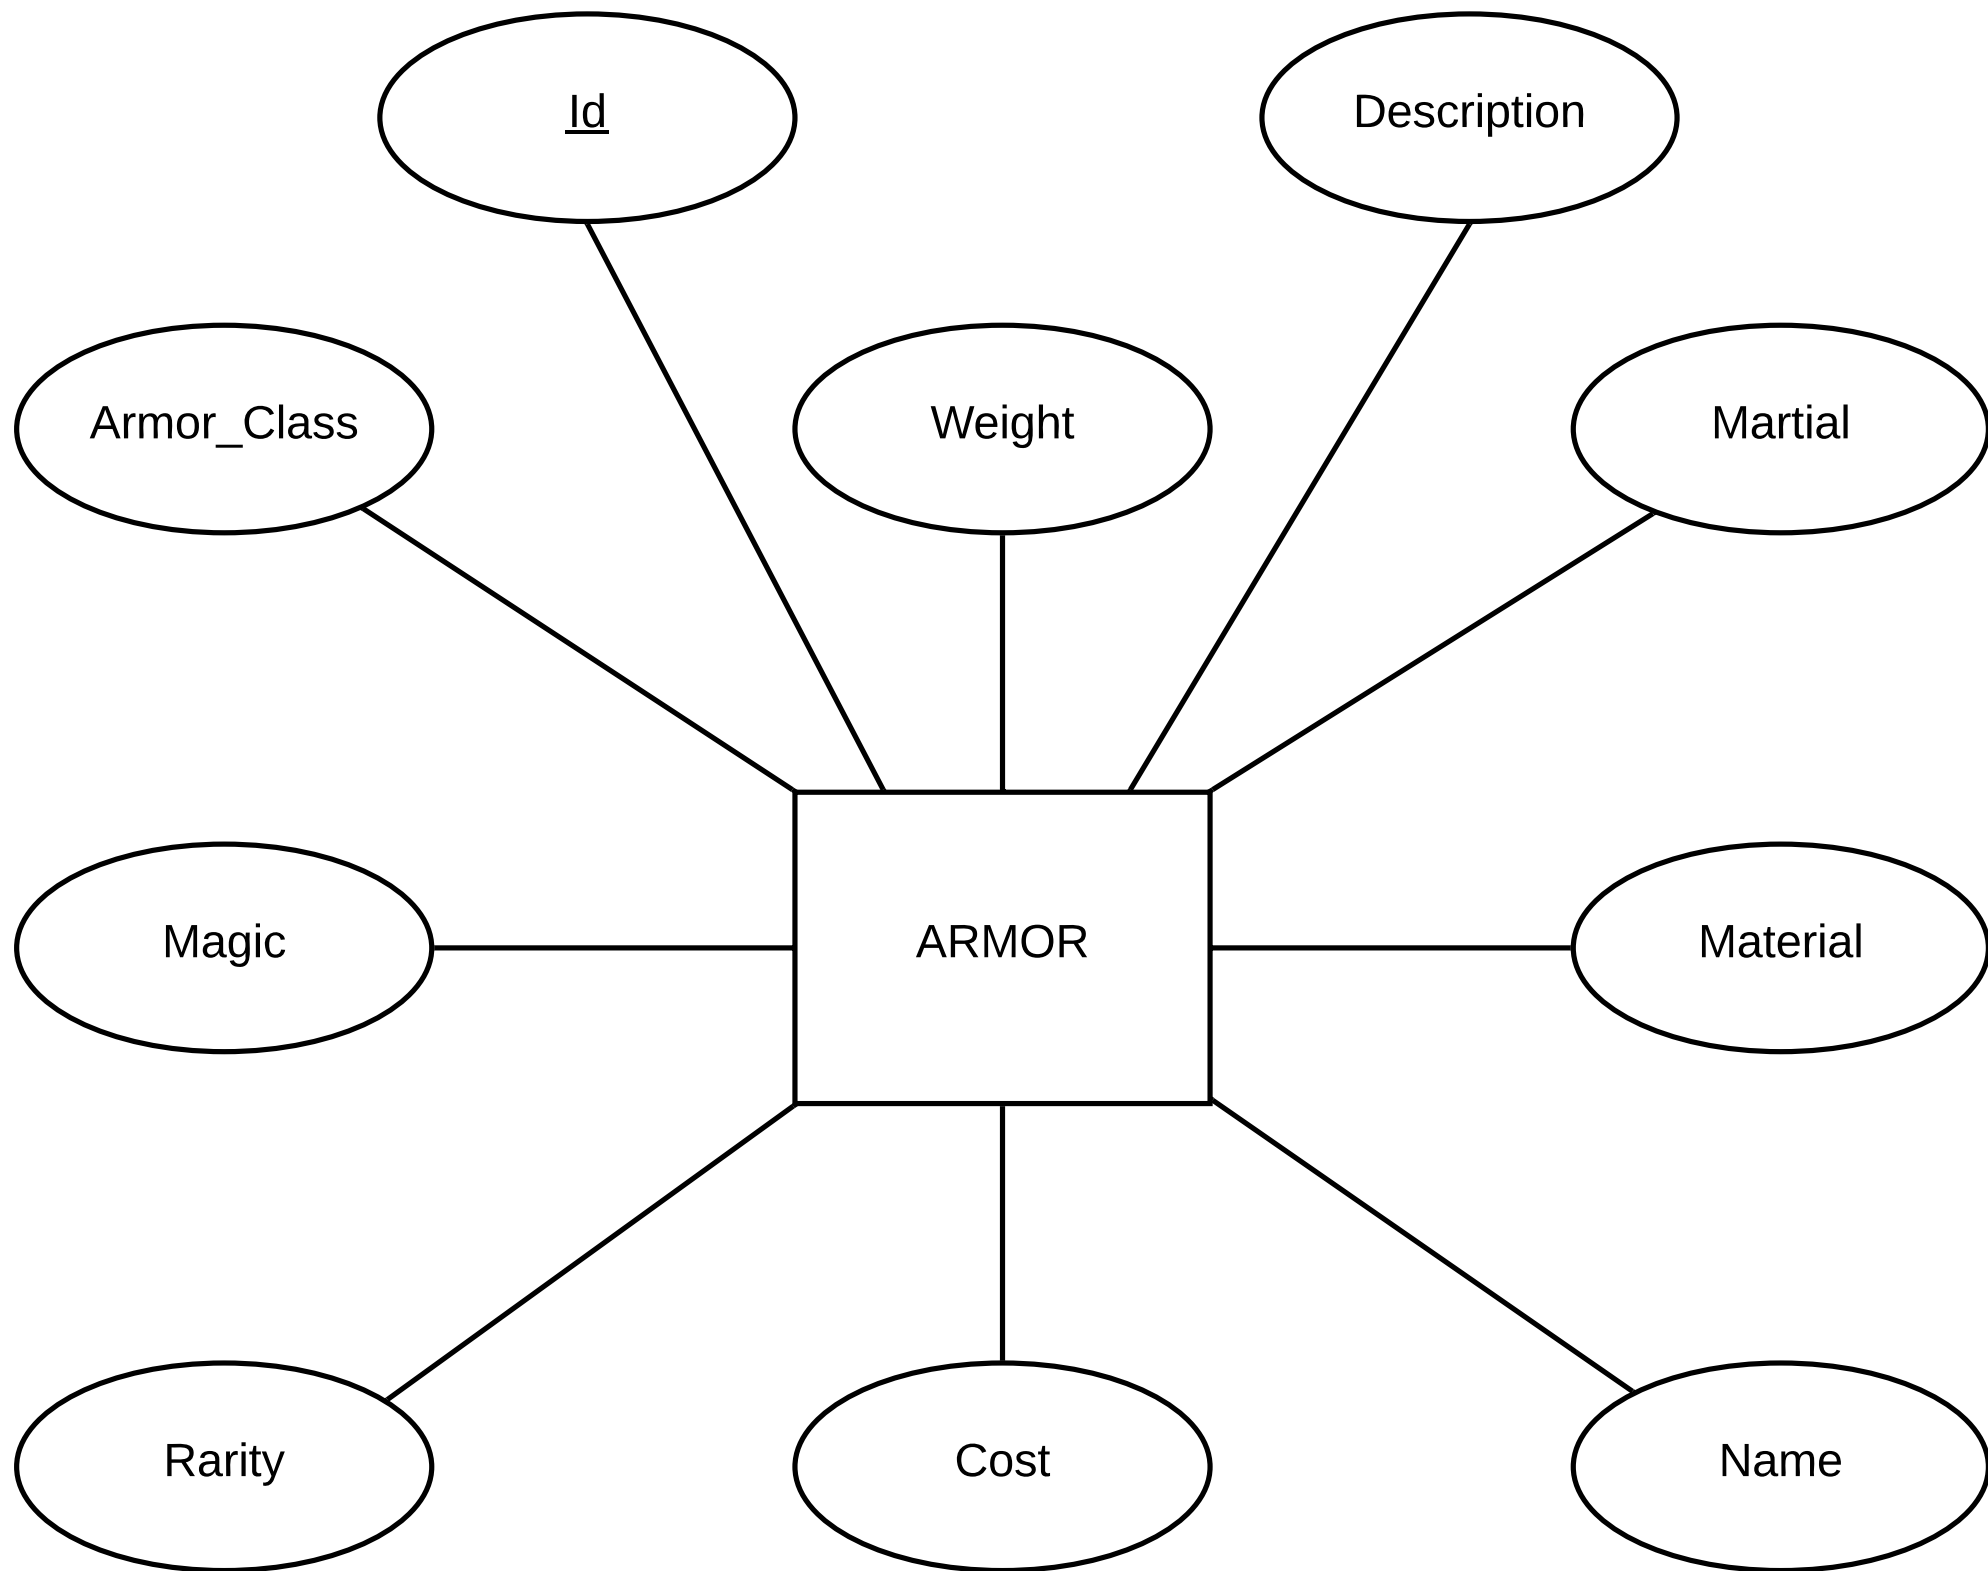 Id
Description
Armor_Class
Weight
Martial
Magic
ARMOR
Material
Rarity
Cost
Name